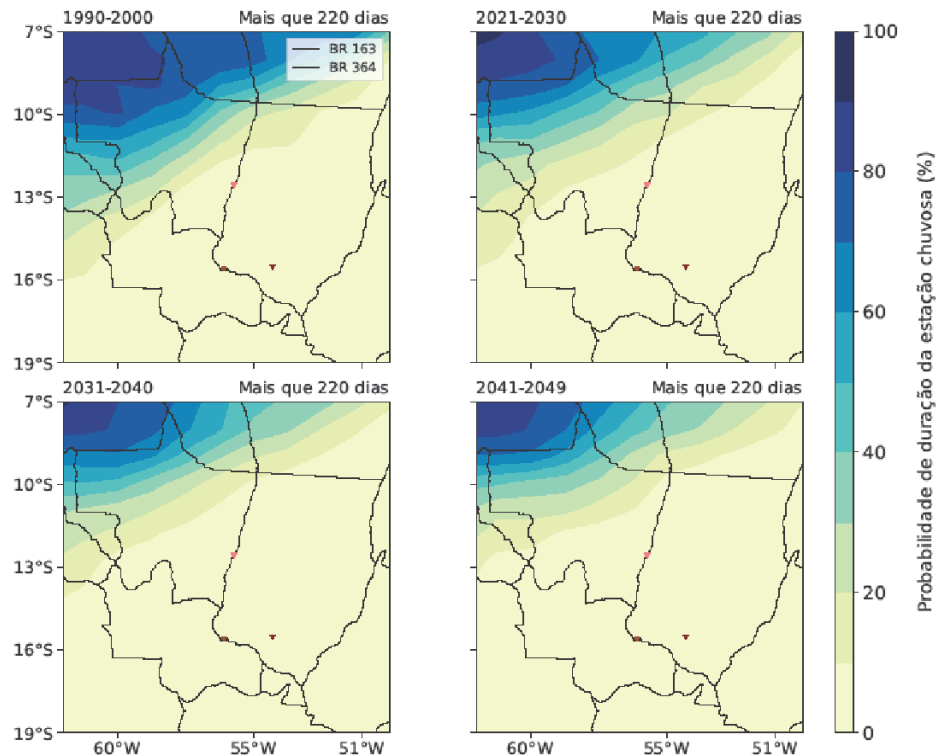 1990-2000 Mais que 220 dias
2021-2030 Mais que 220 dias
7°S
10°S
13°S
16°S
19°S
BR 163
BR 364
2031-2040 Mais que 220 dias
2041-2049 Mais que 220 dias
7°S
10°S
13°S
16°S
19°S
60°W 55°W 51°W
60°W 55°W 51°W
100
80
60
40
20
0
Probabilidade de duração da estação chuvosa (%)